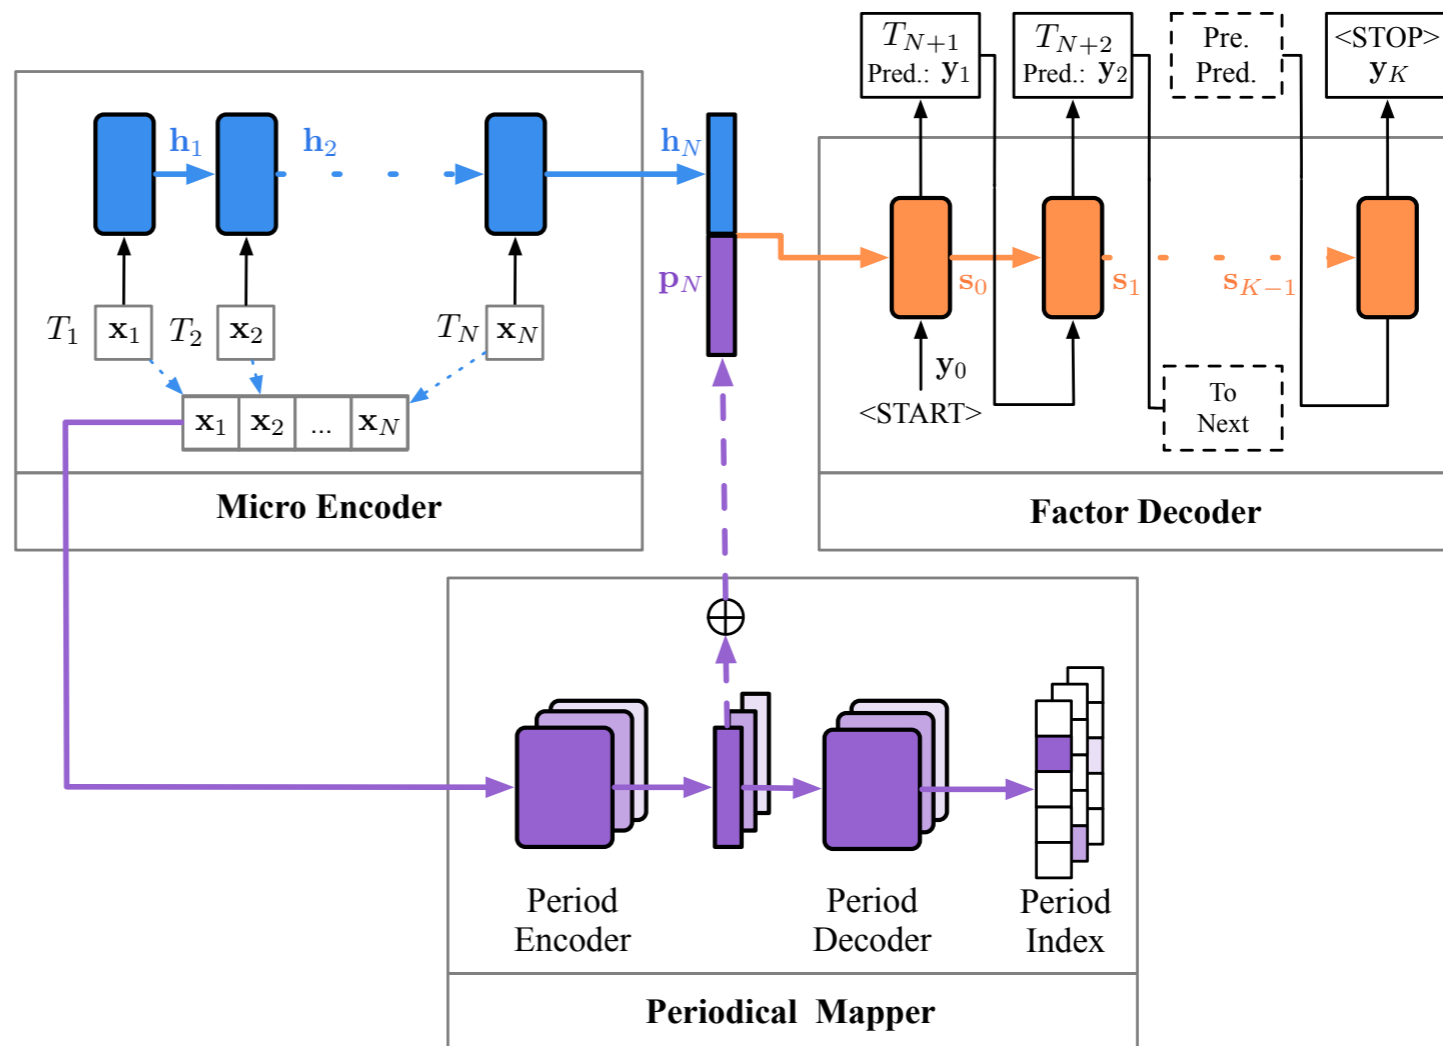 h_1
h_2
h_N
T_1 x_1
T_2 x_2
T_N x_N
x_1 x_2 ... x_N
Micro Encoder
p_N
T_{N+1}
Pred.: y_1
T_{N+2}
Pred.: y_2
Pre.
Pred.
<STOP>
y_K
s_0
s_1
s_{K−1}
y_0
<START>
To
Next
Factor Decoder
Period
Encoder
Period
Decoder
Period
Index
Periodical Mapper